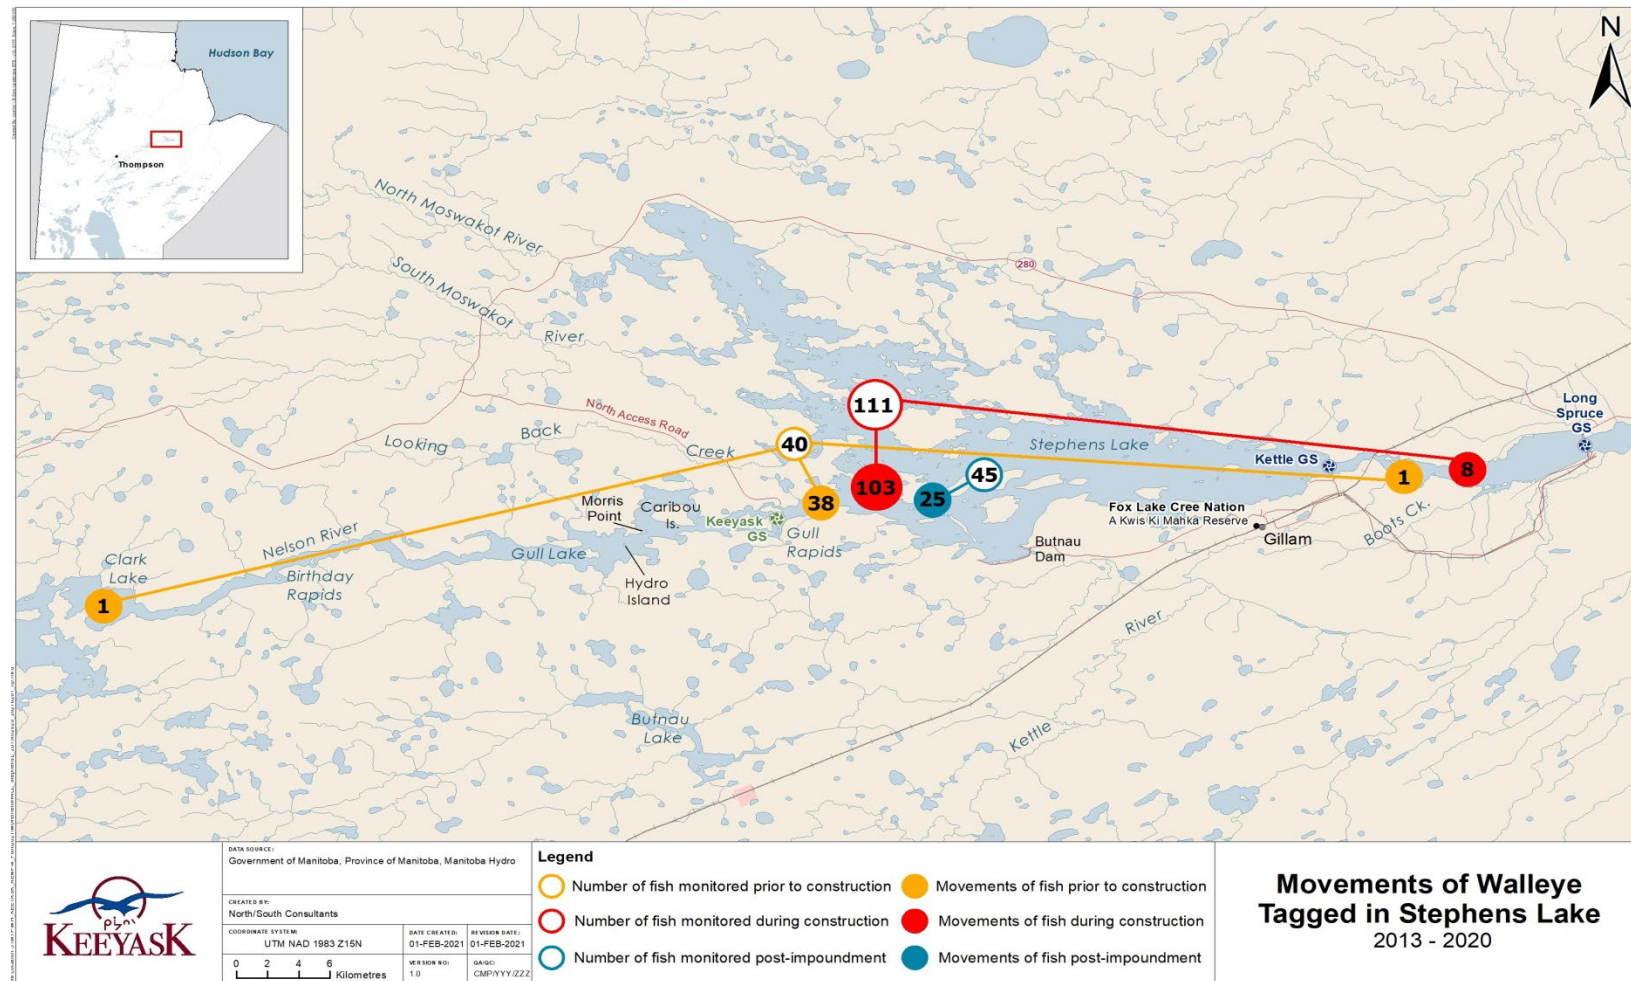 Hudson Bay
Thompson
N
North Moswakot River
South Moswakot
River
280
North Access Road
Looking
Back
Creek
111
40
Stephens Lake
Long
Spruce
GS
Kettle GS
1
8
45
103
25
38
Morris
Point
Caribou
Is.
Keeyask
GS
Gull
Rapids
Fox Lake Cree Nation
A Kwis Ki Mahka Reserve
Gillam
Boots Ck.
Butnau
Dam
Nelson River
Gull Lake
Clark
Lake
Birthday
Rapids
Hydro
Island
1
River
Kettle
Butnau
Lake
KEEYASK
DATA SOURCE:
Government of Manitoba, Province of Manitoba, Manitoba Hydro
CREATED BY:
North/South Consultants
COORDINATE SYSTEM:
UTM NAD 1983 Z15N
DATE CREATED:
01-FEB-2021
REVISION DATE:
01-FEB-2021
0 2 4 6
Kilometres
VERSION NO:
1.0
QA/QC:
CMP/YYY/ZZZ
Legend
Number of fish monitored prior to construction
Movements of fish prior to construction
Number of fish monitored during construction
Movements of fish during construction
Number of fish monitored post-impoundment
Movements of fish post-impoundment
Movements of Walleye
Tagged in Stephens Lake
2013 - 2020